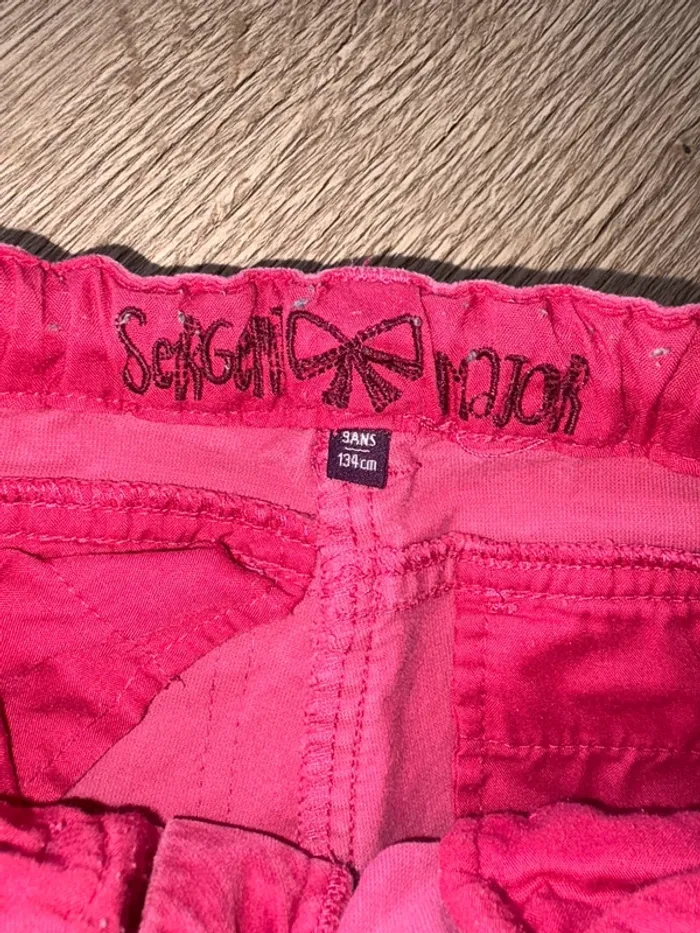 SERGENT MAJOR
9ANS
134cm